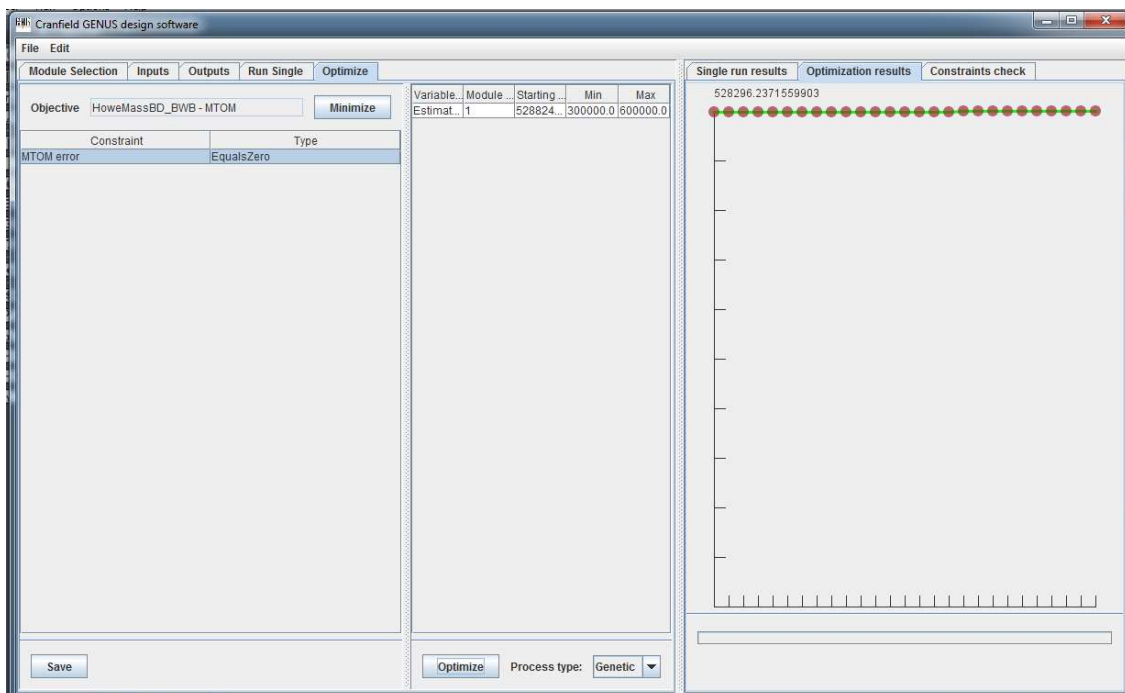 Cranfield GENUS design software
File Edit
Module Selection Inputs Outputs Run Single Optimize
Objective HoweMassBD_BWB - MTOM Minimize
Constraint Type
MTOM error EqualsZero
Save
Variable... Module ... Starting ... Min Max
Estimat... 1 528824... 300000.0 600000.0
Optimize Process type: Genetic
Single run results Optimization results Constraints check
528296.2371559903